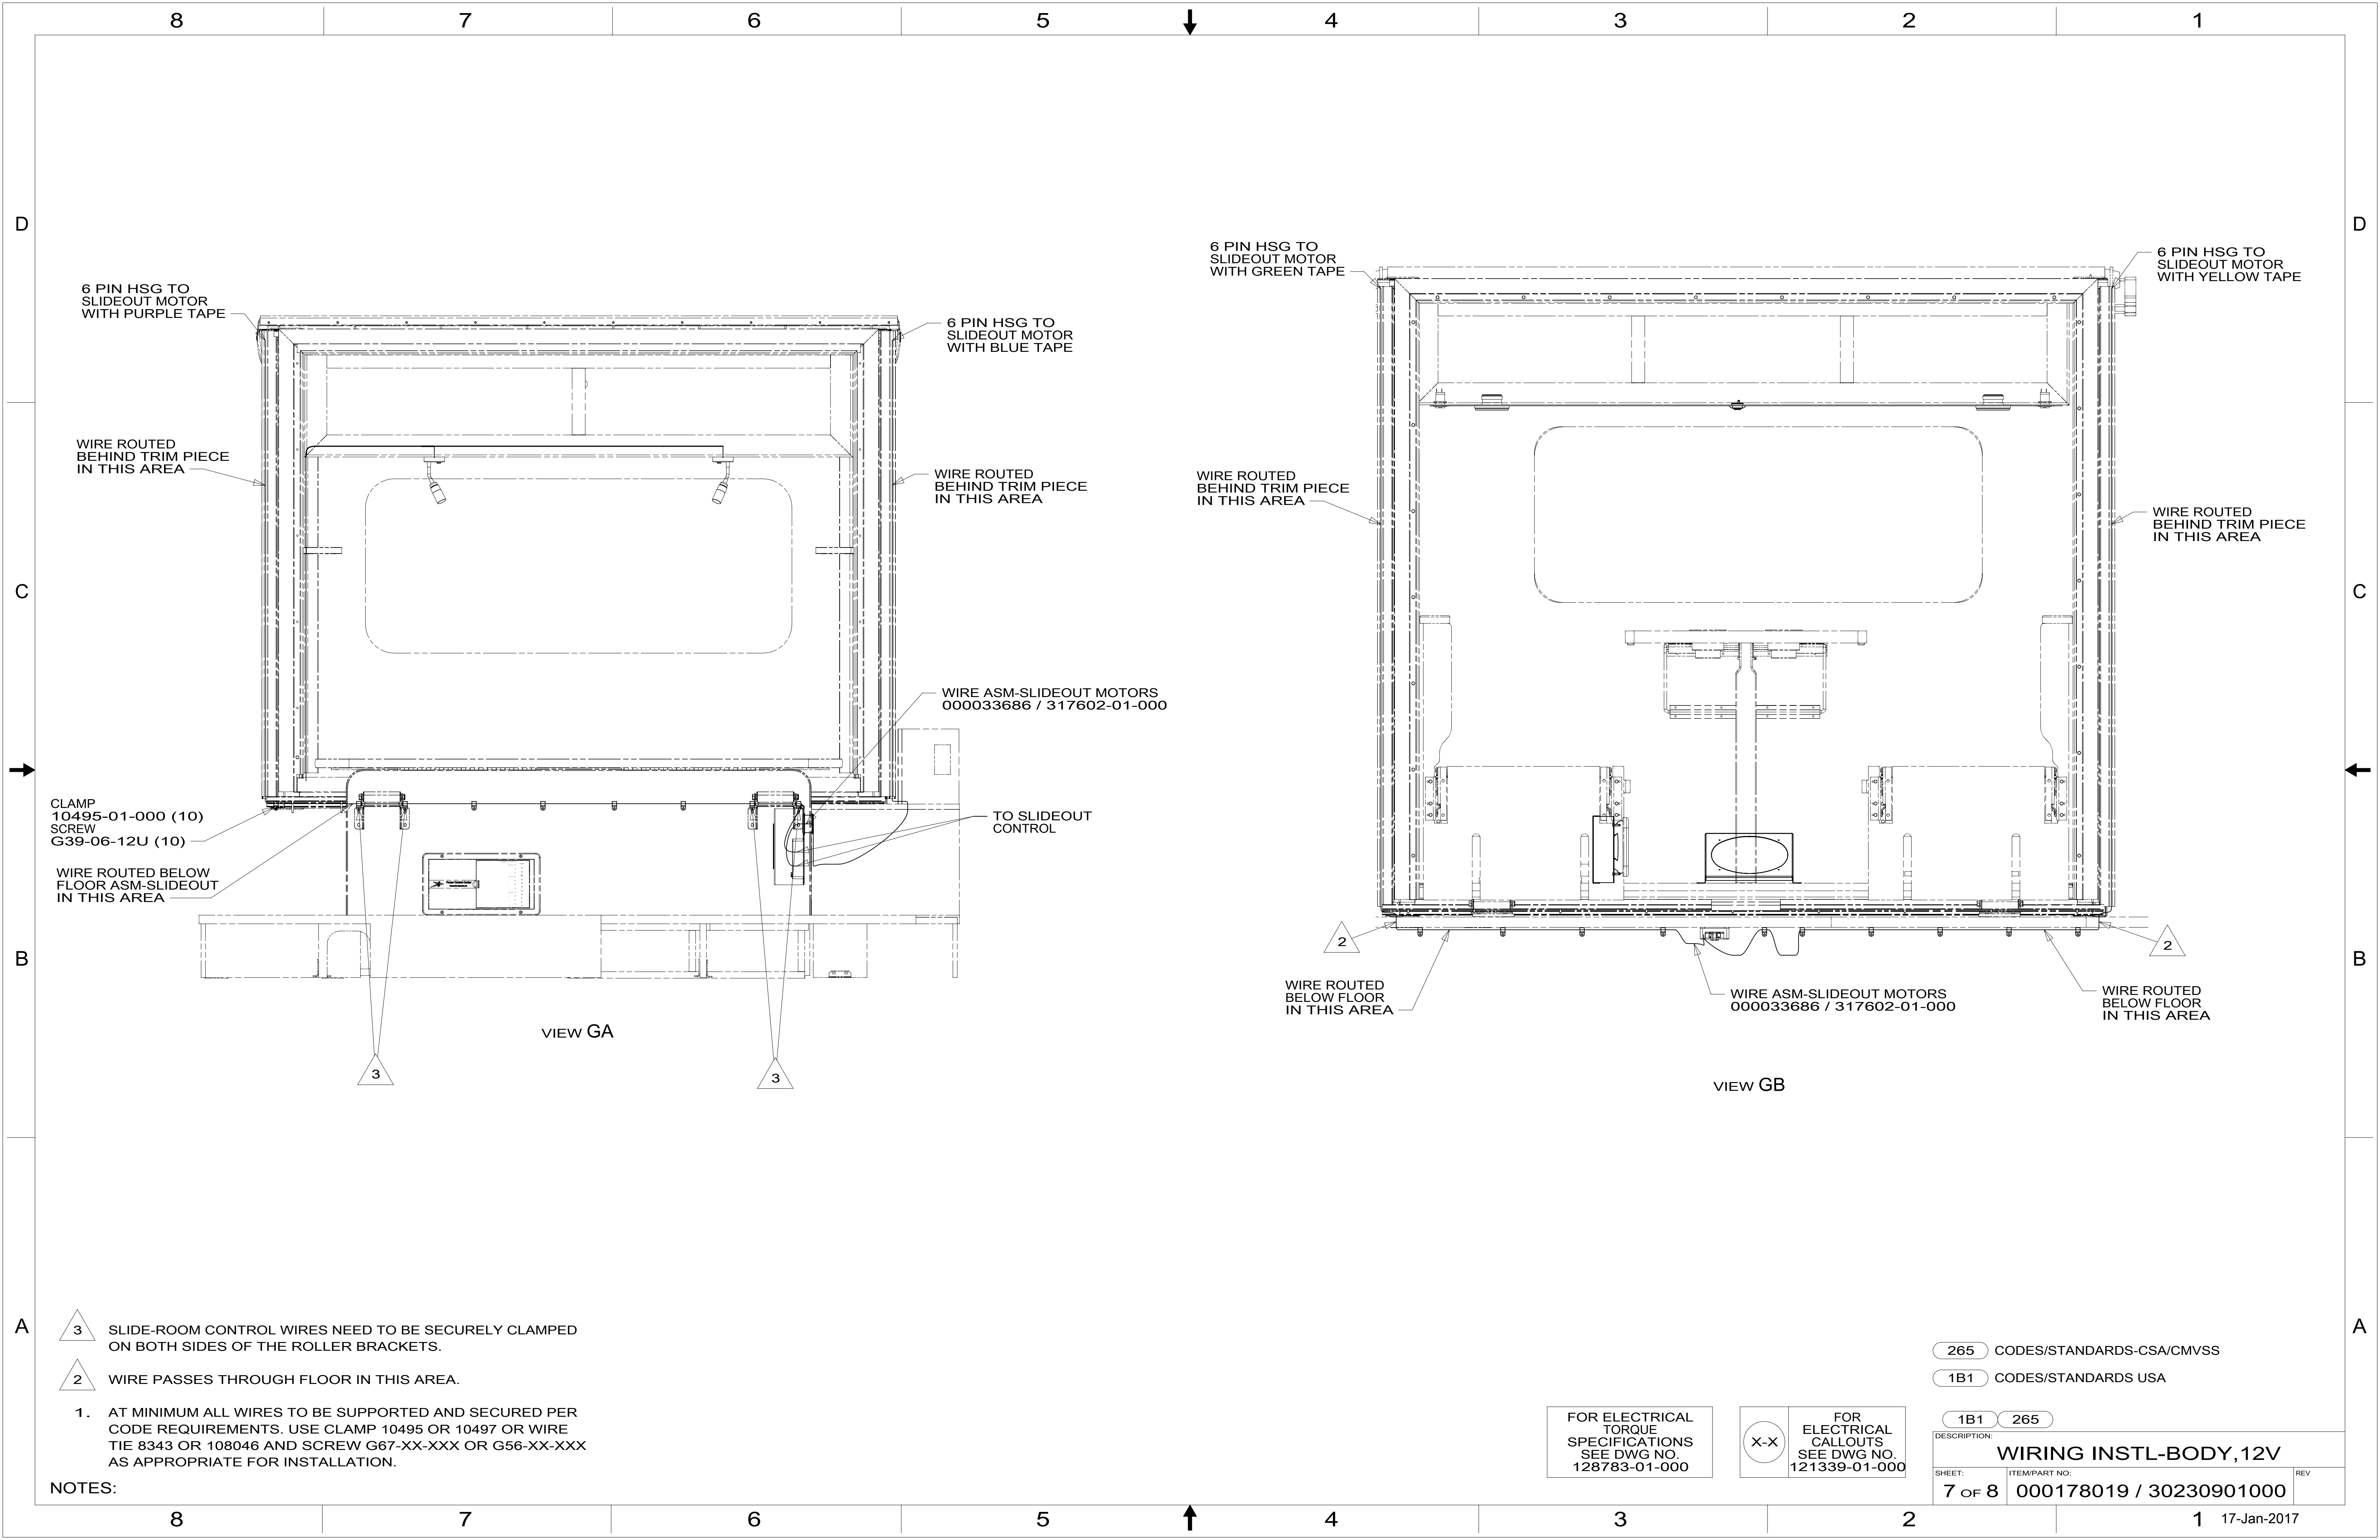 8 7 6 5 4 3 2 1
D
D
C
C
B
B
A
A
6 PIN HSG TO
SLIDEOUT MOTOR
WITH PURPLE TAPE
6 PIN HSG TO
SLIDEOUT MOTOR
WITH BLUE TAPE
WIRE ROUTED
BEHIND TRIM PIECE
IN THIS AREA
WIRE ROUTED
BEHIND TRIM PIECE
IN THIS AREA
WIRE ASM-SLIDEOUT MOTORS
000033686 / 317602-01-000
CLAMP
10495-01-000 (10)
SCREW
G39-06-12U (10)
TO SLIDEOUT
CONTROL
WIRE ROUTED BELOW
FLOOR ASM-SLIDEOUT
IN THIS AREA
VIEW GA
3
3
6 PIN HSG TO
SLIDEOUT MOTOR
WITH GREEN TAPE
6 PIN HSG TO
SLIDEOUT MOTOR
WITH YELLOW TAPE
WIRE ROUTED
BEHIND TRIM PIECE
IN THIS AREA
WIRE ROUTED
BEHIND TRIM PIECE
IN THIS AREA
2
2
WIRE ROUTED
BELOW FLOOR
IN THIS AREA
WIRE ASM-SLIDEOUT MOTORS
000033686 / 317602-01-000
WIRE ROUTED
BELOW FLOOR
IN THIS AREA
VIEW GB
3 SLIDE-ROOM CONTROL WIRES NEED TO BE SECURELY CLAMPED
ON BOTH SIDES OF THE ROLLER BRACKETS.
2 WIRE PASSES THROUGH FLOOR IN THIS AREA.
1. AT MINIMUM ALL WIRES TO BE SUPPORTED AND SECURED PER
CODE REQUIREMENTS. USE CLAMP 10495 OR 10497 OR WIRE
TIE 8343 OR 108046 AND SCREW G67-XX-XXX OR G56-XX-XXX
AS APPROPRIATE FOR INSTALLATION.
NOTES:
FOR ELECTRICAL
TORQUE
SPECIFICATIONS
SEE DWG NO.
128783-01-000
X-X
FOR
ELECTRICAL
CALLOUTS
SEE DWG NO.
121339-01-000
265 CODES/STANDARDS-CSA/CMVSS
1B1 CODES/STANDARDS USA
1B1 265
DESCRIPTION:
WIRING INSTL-BODY,12V
SHEET:
7 OF 8
ITEM/PART NO:
000178019 / 30230901000
REV
8 7 6 5 4 3 2 1
17-Jan-2017